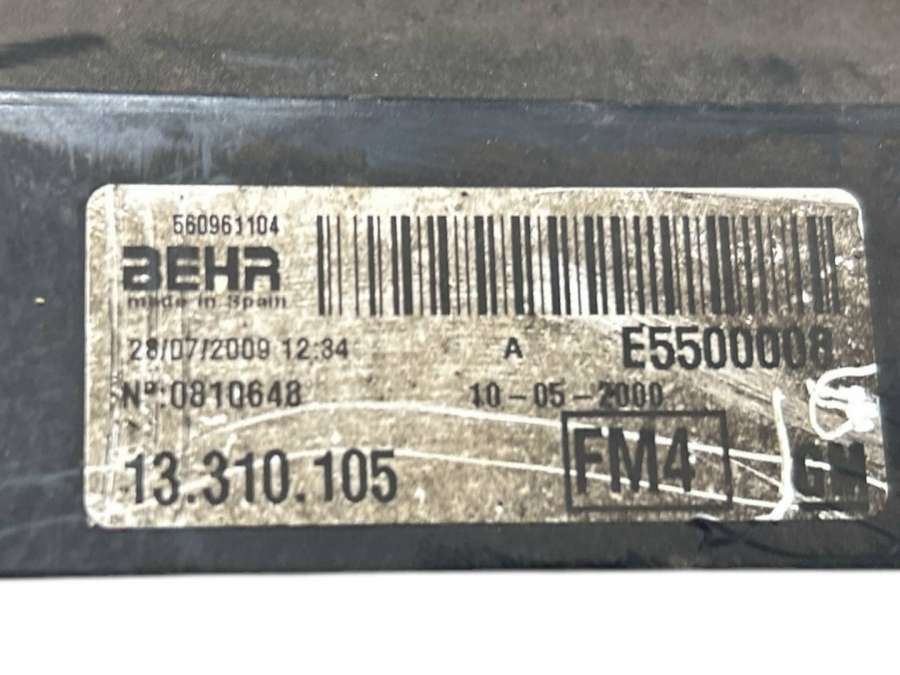 560961104
BEHR
made in Spain
28/07/2009 12:34 A E5500008
Nº:0810648 10-05-2000
13.310.105 FM4 GM